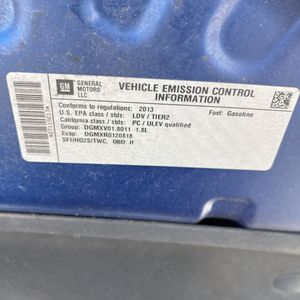 GM
GENERAL MOTORS LLC
VEHICLE EMISSION CONTROL INFORMATION
Conforms to regulations: 2013
Fuel: Gasoline
U.S. EPA class / stds: LDV / TIER2
California class / stds: PC / ULEV qualified
Group: DGMXV01.8011 1.8L
Evap: DGMXR0120818
SFI/HO2S/TWC, OBD: II